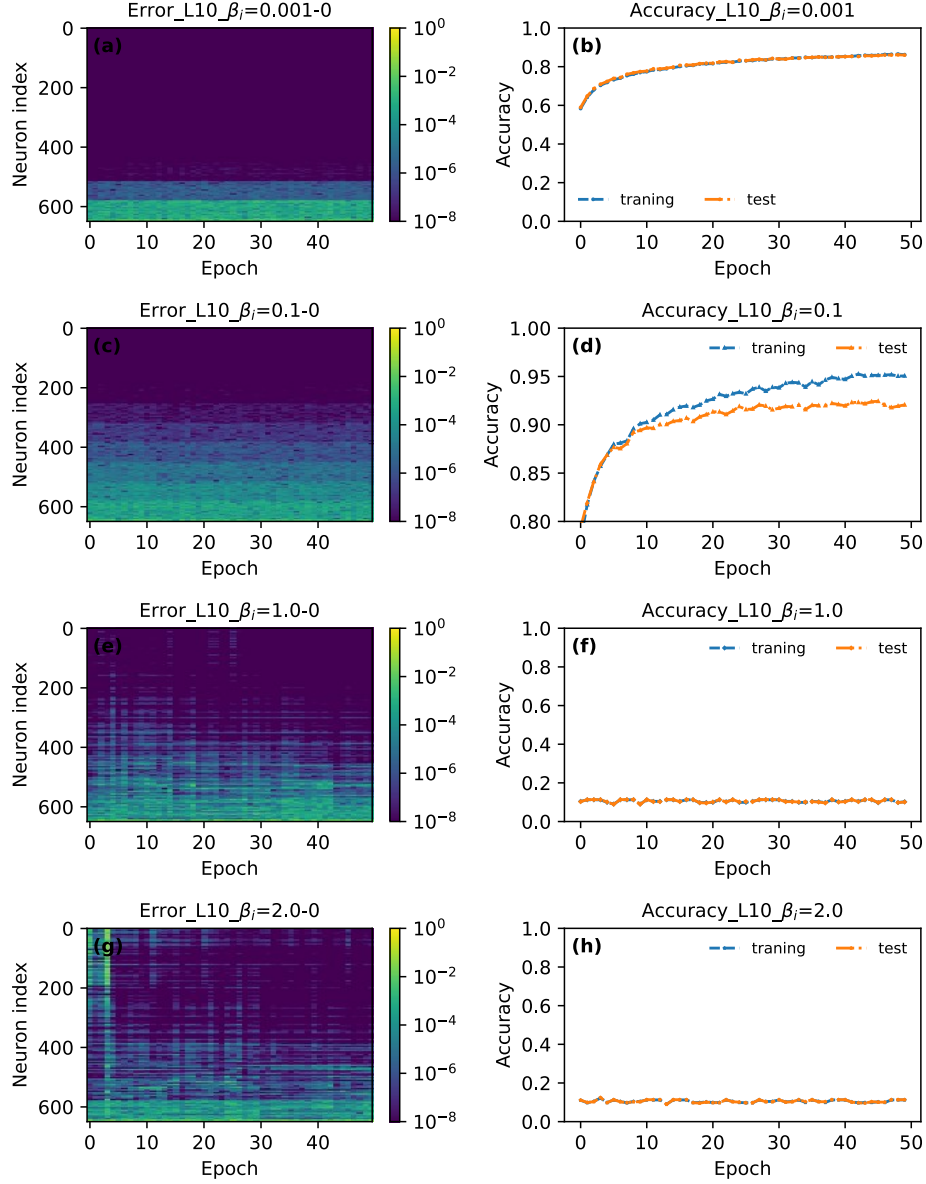 Error_L10_βᵢ=0.001-0
(a)
Neuron index
0
200
400
600
0 10 20 30 40
Epoch
10⁰
10⁻²
10⁻⁴
10⁻⁶
10⁻⁸
Accuracy_L10_βᵢ=0.001
(b)
Accuracy
1.0
0.8
0.6
0.4
0.2
0.0
traning test
0 10 20 30 40 50
Epoch
Error_L10_βᵢ=0.1-0
(c)
Neuron index
0
200
400
600
0 10 20 30 40
Epoch
10⁰
10⁻²
10⁻⁴
10⁻⁶
10⁻⁸
Accuracy_L10_βᵢ=0.1
(d)
traning test
Accuracy
1.00
0.95
0.90
0.85
0.80
0 10 20 30 40 50
Epoch
Error_L10_βᵢ=1.0-0
(e)
Neuron index
0
200
400
600
0 10 20 30 40
Epoch
10⁰
10⁻²
10⁻⁴
10⁻⁶
10⁻⁸
Accuracy_L10_βᵢ=1.0
(f)
traning test
Accuracy
1.0
0.8
0.6
0.4
0.2
0.0
0 10 20 30 40 50
Epoch
Error_L10_βᵢ=2.0-0
(g)
Neuron index
0
200
400
600
0 10 20 30 40
Epoch
10⁰
10⁻²
10⁻⁴
10⁻⁶
10⁻⁸
Accuracy_L10_βᵢ=2.0
(h)
traning test
Accuracy
1.0
0.8
0.6
0.4
0.2
0.0
0 10 20 30 40 50
Epoch